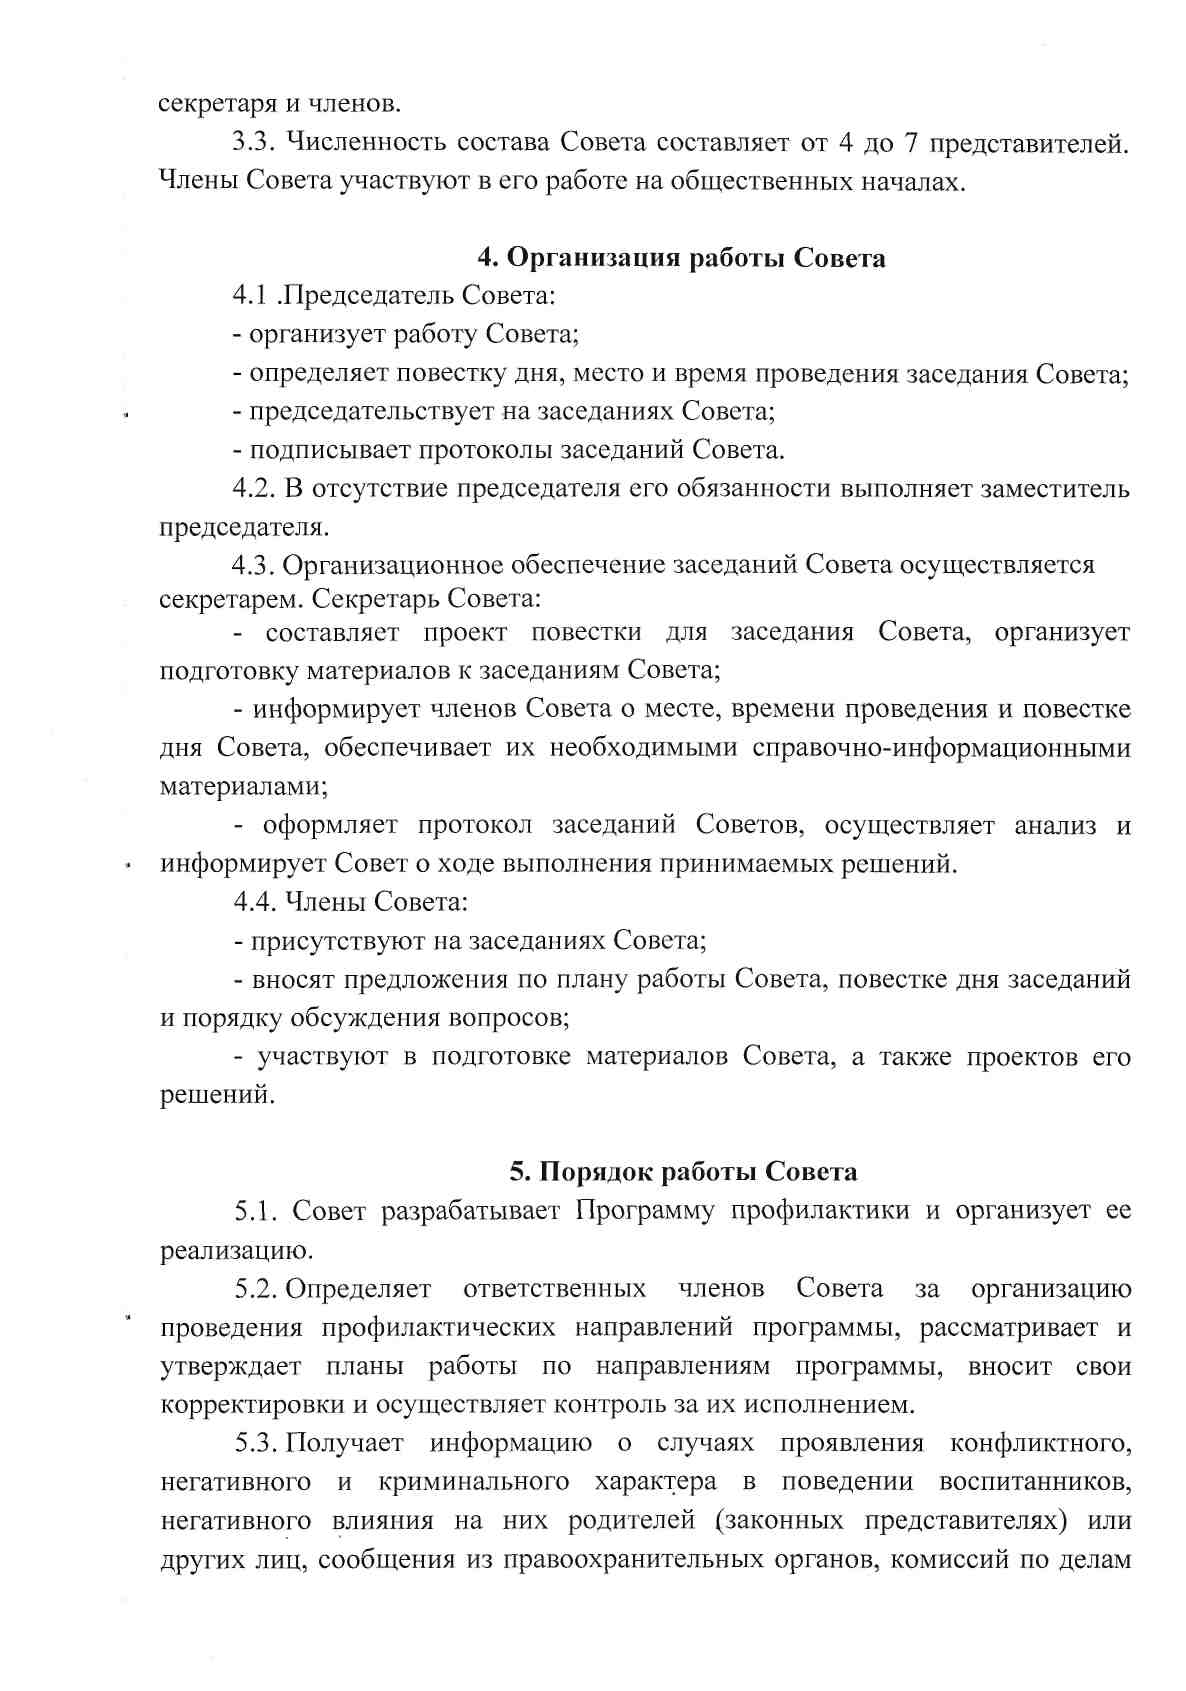 секретаря и членов.
3.3. Численность состава Совета составляет от 4 до 7 представителей.
Члены Совета участвуют в его работе на общественных началах.
4. Организация работы Совета
4.1 .Председатель Совета:
- организует работу Совета;
- определяет повестку дня, место и время проведения заседания Совета;
- председательствует на заседаниях Совета;
- подписывает протоколы заседаний Совета.
4.2. В отсутствие председателя его обязанности выполняет заместитель
председателя.
4.3. Организационное обеспечение заседаний Совета осуществляется
секретарем. Секретарь Совета:
- составляет проект повестки для заседания Совета, организует
подготовку материалов к заседаниям Совета;
- информирует членов Совета о месте, времени проведения и повестке
дня Совета, обеспечивает их необходимыми справочно-информационными
материалами;
- оформляет протокол заседаний Советов, осуществляет анализ и
информирует Совет о ходе выполнения принимаемых решений.
4.4. Члены Совета:
- присутствуют на заседаниях Совета;
- вносят предложения по плану работы Совета, повестке дня заседаний
и порядку обсуждения вопросов;
- участвуют в подготовке материалов Совета, а также проектов его
решений.
5. Порядок работы Совета
5.1. Совет разрабатывает Программу профилактики и организует ее
реализацию.
5.2. Определяет ответственных членов Совета за организацию
проведения профилактических направлений программы, рассматривает и
утверждает планы работы по направлениям программы, вносит свои
корректировки и осуществляет контроль за их исполнением.
5.3. Получает информацию о случаях проявления конфликтного,
негативного и криминального характера в поведении воспитанников,
негативного влияния на них родителей (законных представителях) или
других лиц, сообщения из правоохранительных органов, комиссий по делам